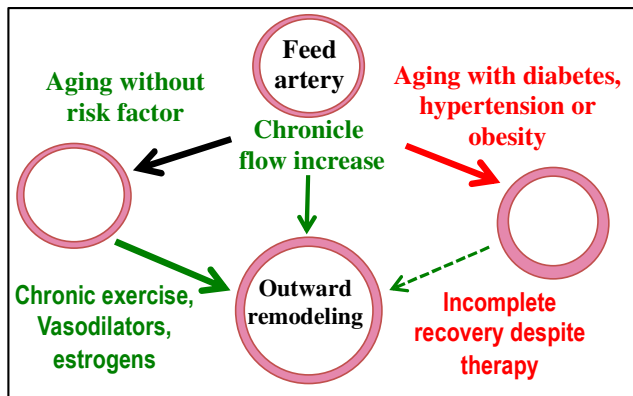 Feed
artery
Aging without
risk factor
Aging with diabetes,
hypertension or
obesity
Chronicle
flow increase
Outward
remodeling
Chronic exercise,
Vasodilators,
estrogens
Incomplete
recovery despite
therapy